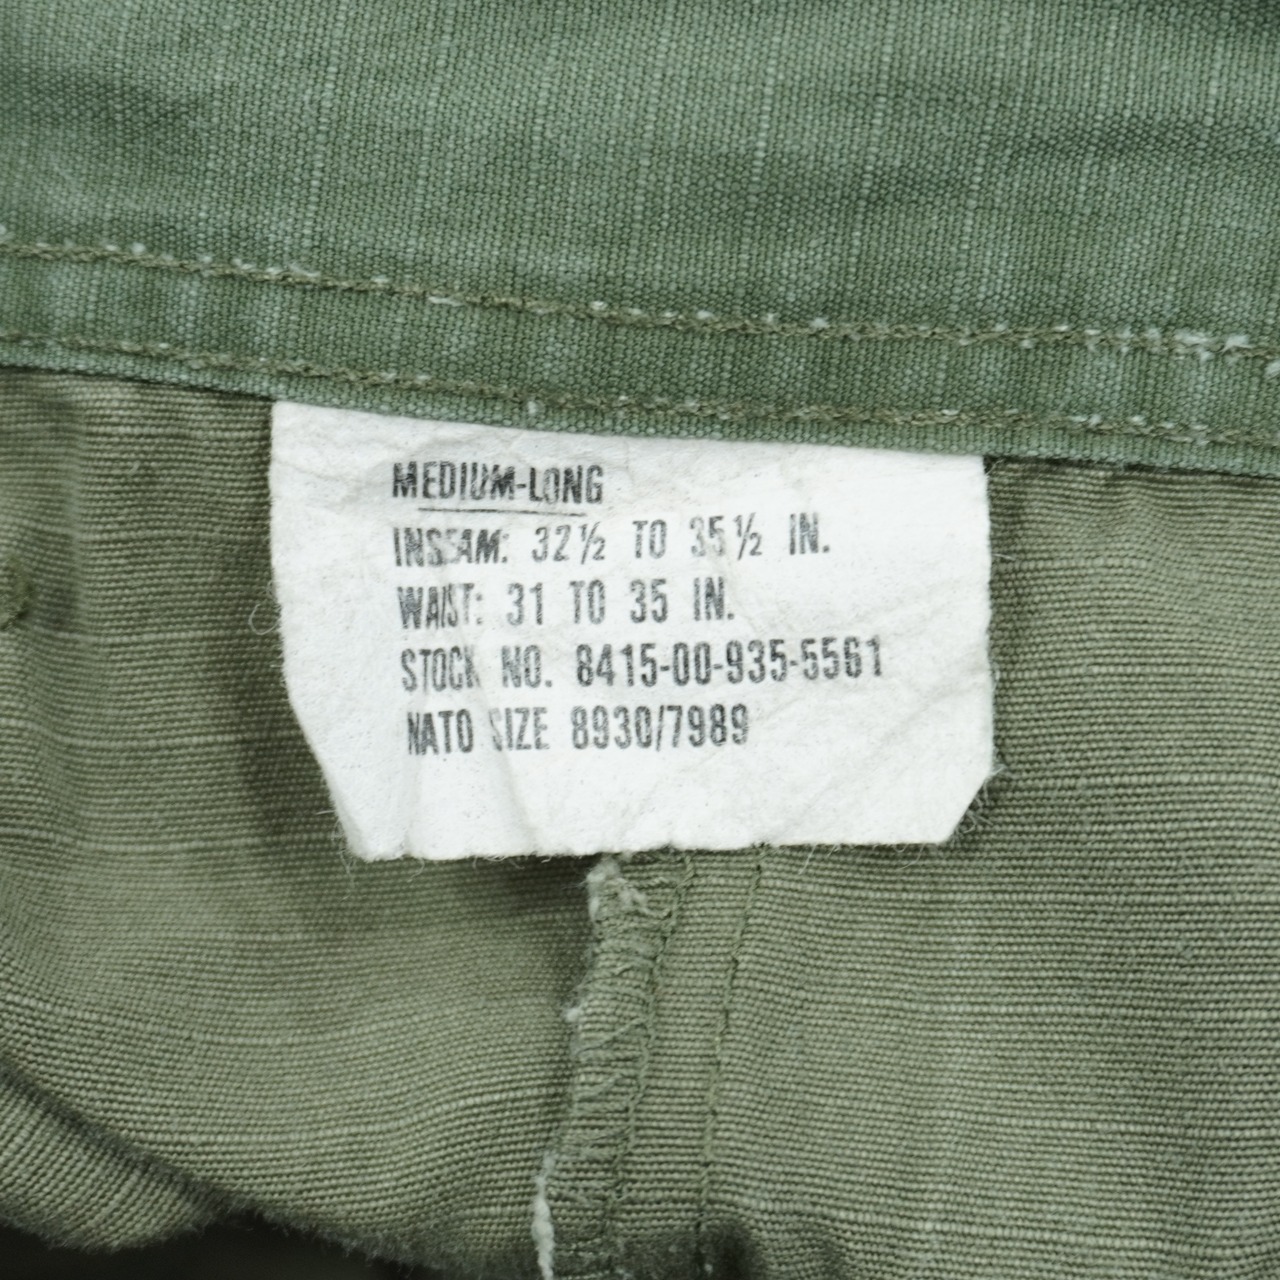 MEDIUM-LONG
INSEAM: 32½ TO 35½ IN.
WAIST: 31 TO 35 IN.
STOCK NO. 8415-00-935-5561
NATO SIZE 8930/7989